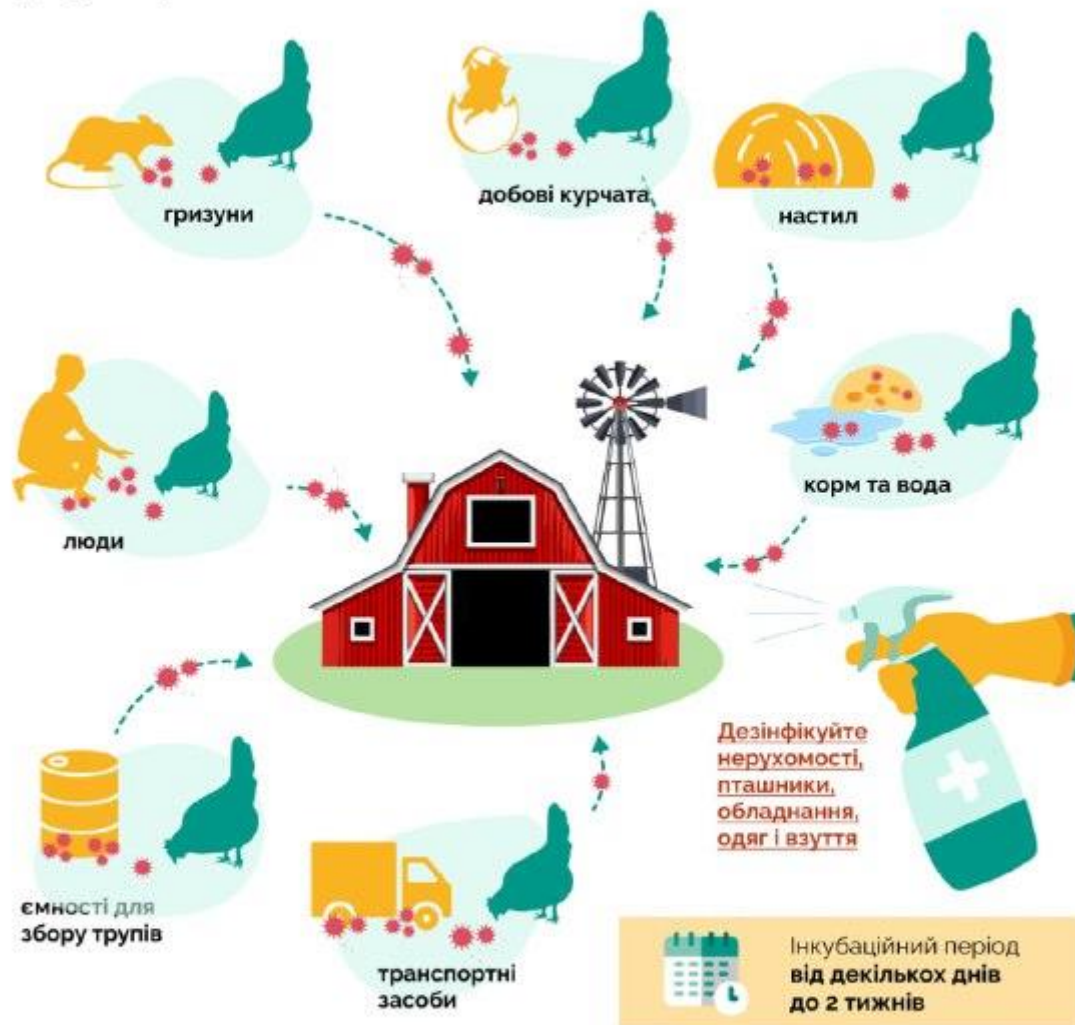 гризуни
добові курчата
настил
люди
корм та вода
Дезінфікуйте
нерухомості,
пташники,
обладнання,
одяг і взуття
ємності для
збору трупів
транспортні
засоби
Інкубаційний період
від декількох днів
до 2 тижнів